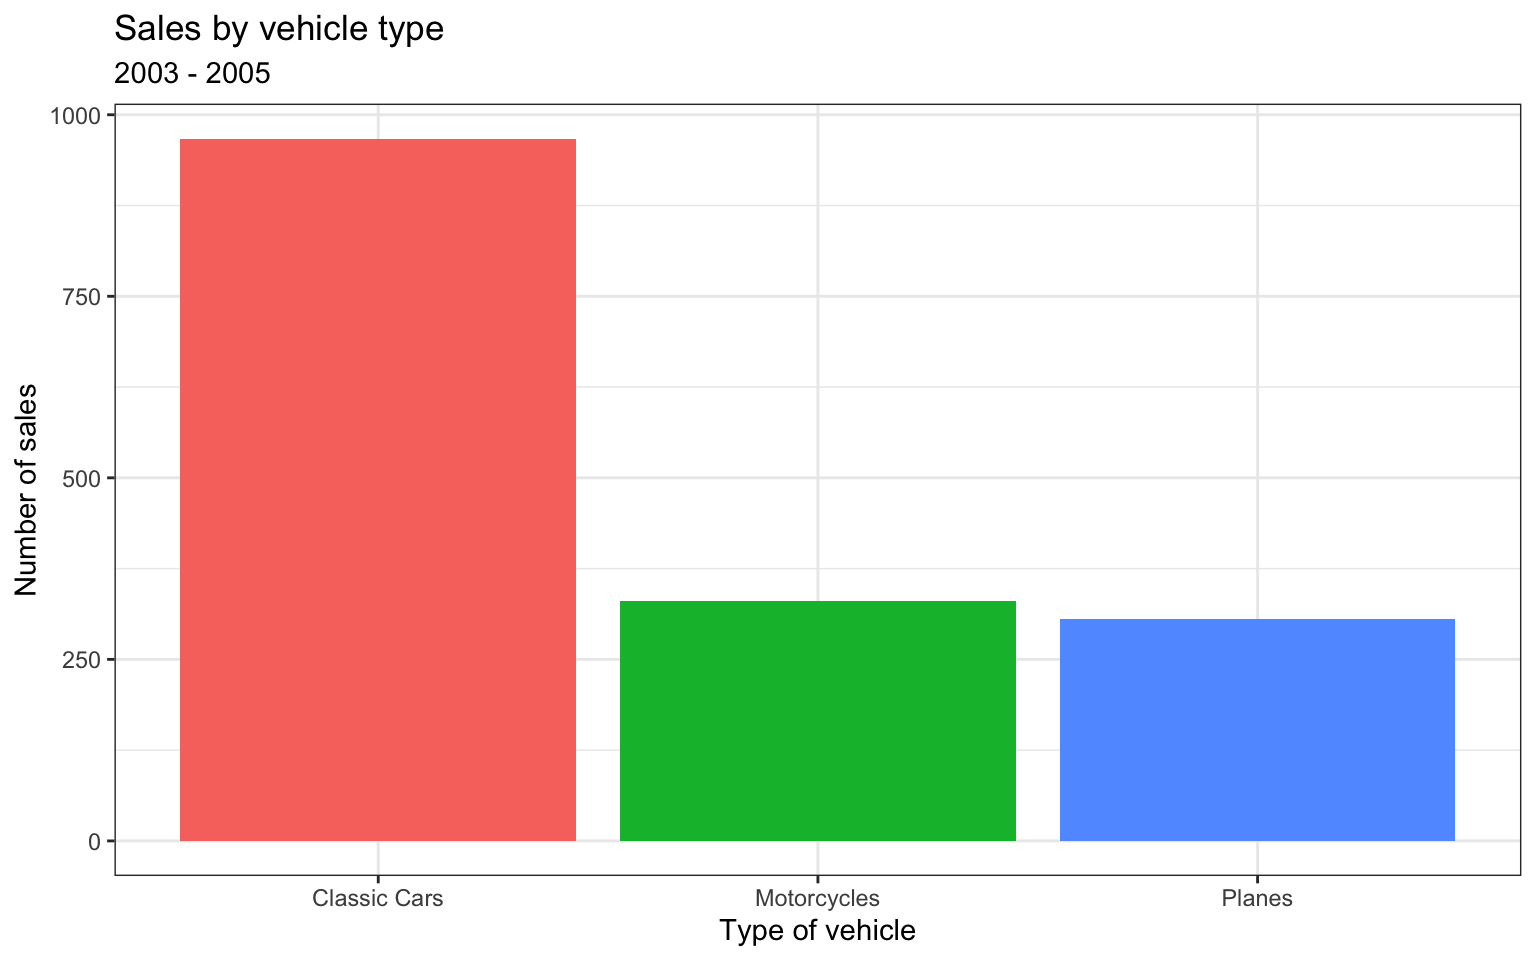 Sales by vehicle type
2003 - 2005
1000
750
500
250
0
Number of sales
Classic Cars
Motorcycles
Planes
Type of vehicle